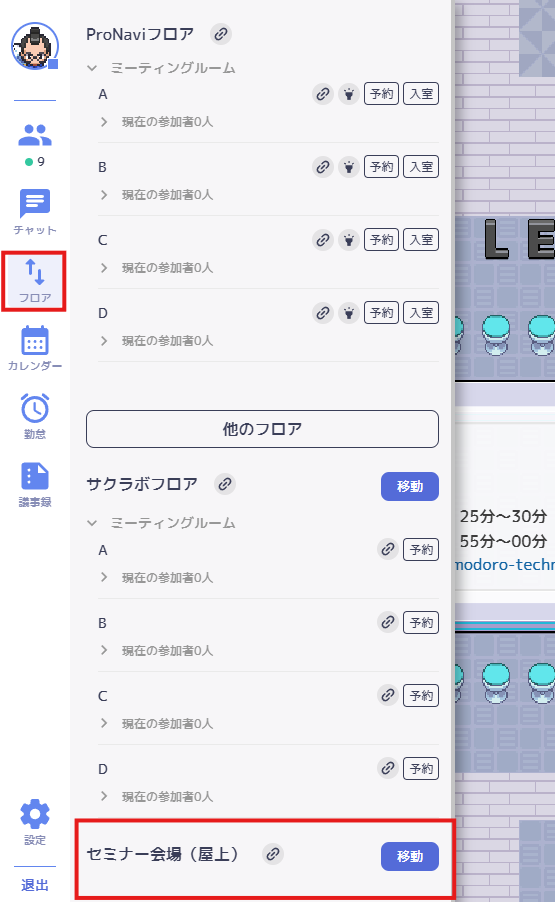 9
チャット
フロア
カレンダー
勤怠
議事録
設定
退出
ProNaviフロア
ミーティングルーム
A 予約 入室
現在の参加者0人
B 予約 入室
現在の参加者0人
C 予約 入室
現在の参加者0人
D 予約 入室
現在の参加者0人
他のフロア
サクラボフロア 移動
ミーティングルーム
A 予約
現在の参加者0人
B 予約
現在の参加者0人
C 予約
現在の参加者0人
D 予約
現在の参加者0人
セミナー会場（屋上） 移動
LE
25分～30分
55分～00分
modoro-techn